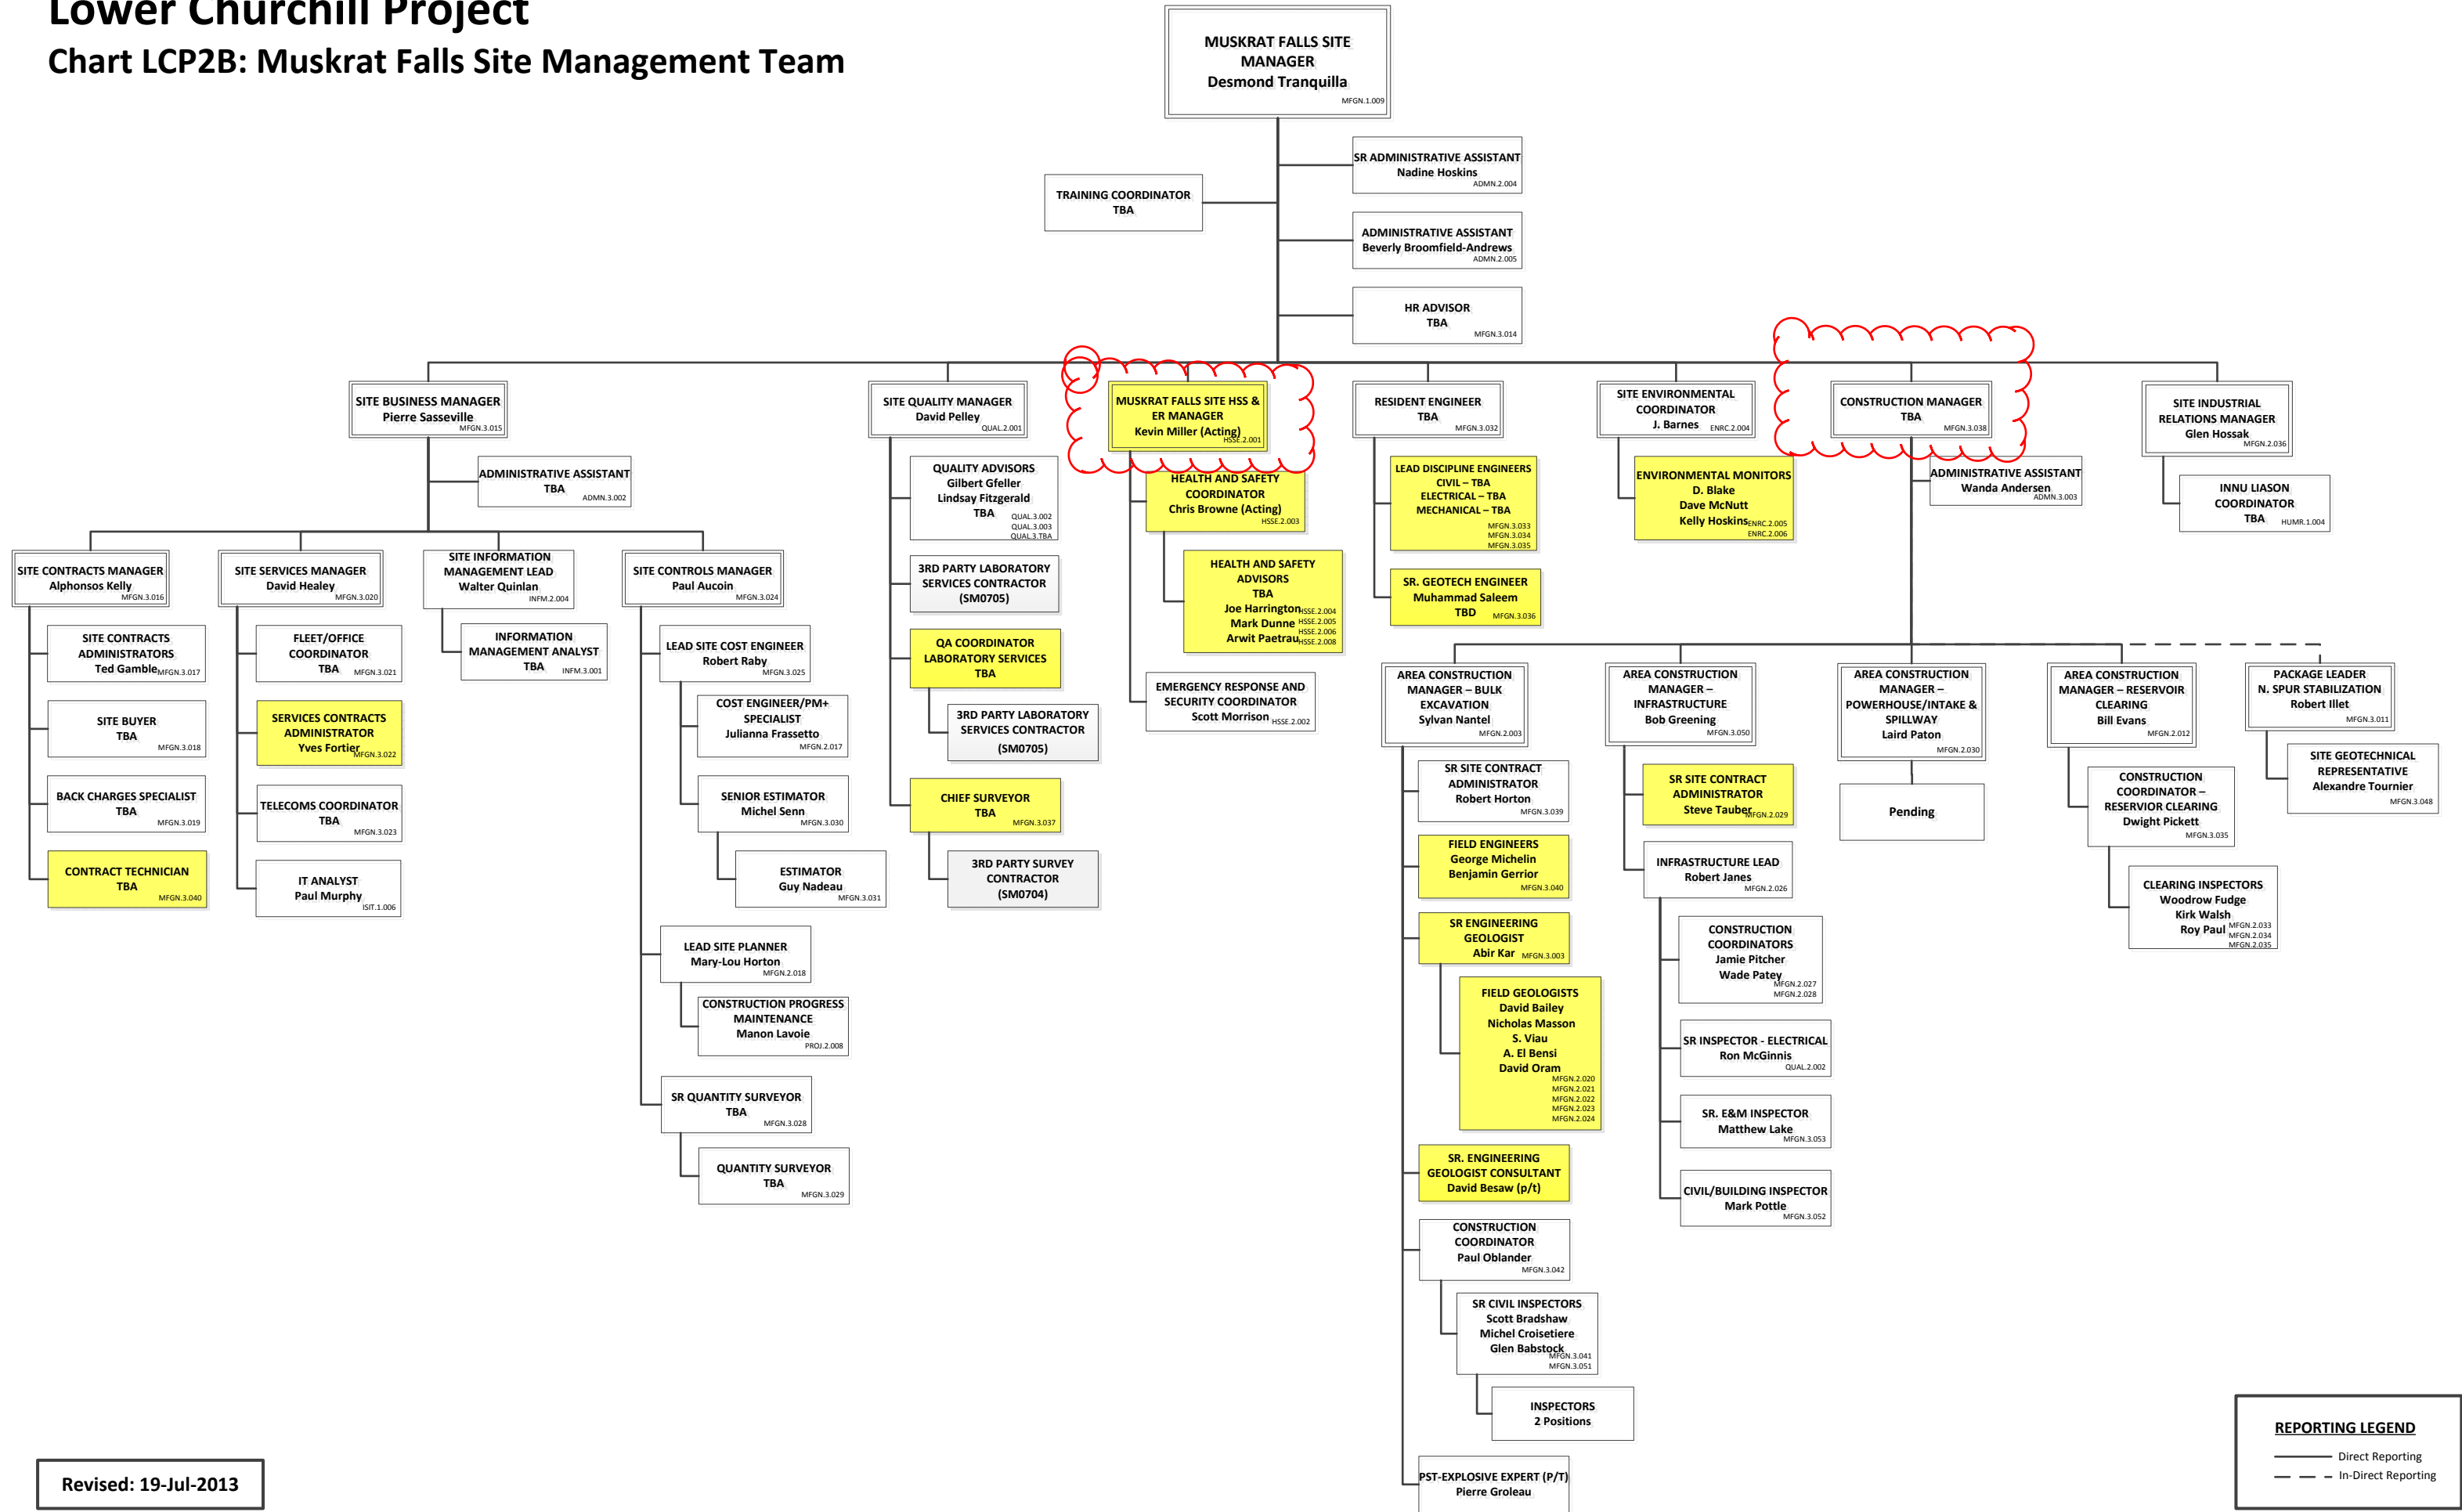 Lower Churchill Project
Chart LCP2B: Muskrat Falls Site Management Team
MUSKRAT FALLS SITE
MANAGER
Desmond Tranquilla
MFGN.1.009
SR ADMINISTRATIVE ASSISTANT
Nadine Hoskins
ADMN.2.004
TRAINING COORDINATOR
TBA
ADMINISTRATIVE ASSISTANT
Beverly Broomfield-Andrews
ADMN.2.005
HR ADVISOR
TBA
MFGN.3.014
SITE BUSINESS MANAGER
Pierre Sasseville
MFGN.3.015
SITE QUALITY MANAGER
David Pelley
QUAL.2.001
MUSKRAT FALLS SITE HSS &
ER MANAGER
Kevin Miller (Acting)
HSSE.2.001
RESIDENT ENGINEER
TBA
MFGN.3.032
SITE ENVIRONMENTAL
COORDINATOR
J. Barnes
ENRC.2.004
CONSTRUCTION MANAGER
TBA
MFGN.3.038
SITE INDUSTRIAL
RELATIONS MANAGER
Glen Hossak
MFGN.2.036
ADMINISTRATIVE ASSISTANT
TBA
ADMN.3.002
QUALITY ADVISORS
Gilbert Gfeller
Lindsay Fitzgerald
TBA
QUAL.3.002
QUAL.3.003
QUAL.3.TBA
HEALTH AND SAFETY
COORDINATOR
Chris Browne (Acting)
HSSE.2.003
LEAD DISCIPLINE ENGINEERS
CIVIL – TBA
ELECTRICAL – TBA
MECHANICAL – TBA
MFGN.3.033
MFGN.3.034
MFGN.3.035
ENVIRONMENTAL MONITORS
D. Blake
Dave McNutt
Kelly Hoskins
ENRC.2.005
ENRC.2.006
ADMINISTRATIVE ASSISTANT
Wanda Andersen
ADMN.3.003
INNU LIASON
COORDINATOR
TBA
HUMR.1.004
SITE CONTRACTS MANAGER
Alphonsos Kelly
MFGN.3.016
SITE SERVICES MANAGER
David Healey
MFGN.3.020
SITE INFORMATION
MANAGEMENT LEAD
Walter Quinlan
INFM.2.004
SITE CONTROLS MANAGER
Paul Aucoin
MFGN.3.024
3RD PARTY LABORATORY
SERVICES CONTRACTOR
(SM0705)
HEALTH AND SAFETY
ADVISORS
TBA
Joe Harrington
Mark Dunne
Arwit Paetrau
HSSE.2.004
HSSE.2.005
HSSE.2.006
HSSE.2.008
SR. GEOTECH ENGINEER
Muhammad Saleem
TBD
MFGN.3.036
SITE CONTRACTS
ADMINISTRATORS
Ted Gamble
MFGN.3.017
FLEET/OFFICE
COORDINATOR
TBA
MFGN.3.021
INFORMATION
MANAGEMENT ANALYST
TBA
INFM.3.001
LEAD SITE COST ENGINEER
Robert Raby
MFGN.3.025
QA COORDINATOR
LABORATORY SERVICES
TBA
EMERGENCY RESPONSE AND
SECURITY COORDINATOR
Scott Morrison
HSSE.2.002
AREA CONSTRUCTION
MANAGER – BULK
EXCAVATION
Sylvan Nantel
MFGN.2.003
AREA CONSTRUCTION
MANAGER –
INFRASTRUCTURE
Bob Greening
MFGN.3.050
AREA CONSTRUCTION
MANAGER –
POWERHOUSE/INTAKE &
SPILLWAY
Laird Paton
MFGN.2.030
AREA CONSTRUCTION
MANAGER – RESERVOIR
CLEARING
Bill Evans
MFGN.2.012
PACKAGE LEADER
N. SPUR STABILIZATION
Robert Illet
MFGN.3.011
SITE BUYER
TBA
MFGN.3.018
SERVICES CONTRACTS
ADMINISTRATOR
Yves Fortier
MFGN.3.022
COST ENGINEER/PM+
SPECIALIST
Julianna Frassetto
MFGN.2.017
3RD PARTY LABORATORY
SERVICES CONTRACTOR
(SM0705)
SITE GEOTECHNICAL
REPRESENTATIVE
Alexandre Tournier
MFGN.3.048
BACK CHARGES SPECIALIST
TBA
MFGN.3.019
TELECOMS COORDINATOR
TBA
MFGN.3.023
SENIOR ESTIMATOR
Michel Senn
MFGN.3.030
CHIEF SURVEYOR
TBA
MFGN.3.037
SR SITE CONTRACT
ADMINISTRATOR
Robert Horton
MFGN.3.039
SR SITE CONTRACT
ADMINISTRATOR
Steve Tauber
MFGN.2.029
Pending
CONSTRUCTION
COORDINATOR –
RESERVIOR CLEARING
Dwight Pickett
MFGN.3.035
CONTRACT TECHNICIAN
TBA
MFGN.3.040
IT ANALYST
Paul Murphy
ISIT.1.006
ESTIMATOR
Guy Nadeau
MFGN.3.031
3RD PARTY SURVEY
CONTRACTOR
(SM0704)
FIELD ENGINEERS
George Michelin
Benjamin Gerrior
MFGN.3.040
INFRASTRUCTURE LEAD
Robert Janes
MFGN.2.026
CLEARING INSPECTORS
Woodrow Fudge
Kirk Walsh
Roy Paul
MFGN.2.033
MFGN.2.034
MFGN.2.035
LEAD SITE PLANNER
Mary-Lou Horton
MFGN.2.018
SR ENGINEERING
GEOLOGIST
Abir Kar
MFGN.3.003
CONSTRUCTION
COORDINATORS
Jamie Pitcher
Wade Patey
MFGN.2.027
MFGN.2.028
CONSTRUCTION PROGRESS
MAINTENANCE
Manon Lavoie
PROJ.2.008
FIELD GEOLOGISTS
David Bailey
Nicholas Masson
S. Viau
A. El Bensi
David Oram
MFGN.2.020
MFGN.2.021
MFGN.2.022
MFGN.2.023
MFGN.2.024
SR INSPECTOR - ELECTRICAL
Ron McGinnis
QUAL.2.002
SR QUANTITY SURVEYOR
TBA
MFGN.3.028
SR. E&M INSPECTOR
Matthew Lake
MFGN.3.053
QUANTITY SURVEYOR
TBA
MFGN.3.029
SR. ENGINEERING
GEOLOGIST CONSULTANT
David Besaw (p/t)
CIVIL/BUILDING INSPECTOR
Mark Pottle
MFGN.3.052
CONSTRUCTION
COORDINATOR
Paul Oblander
MFGN.3.042
SR CIVIL INSPECTORS
Scott Bradshaw
Michel Croisetiere
Glen Babstock
MFGN.3.041
MFGN.3.051
INSPECTORS
2 Positions
PST-EXPLOSIVE EXPERT (P/T)
Pierre Groleau
Revised: 19-Jul-2013
REPORTING LEGEND
Direct Reporting
In-Direct Reporting